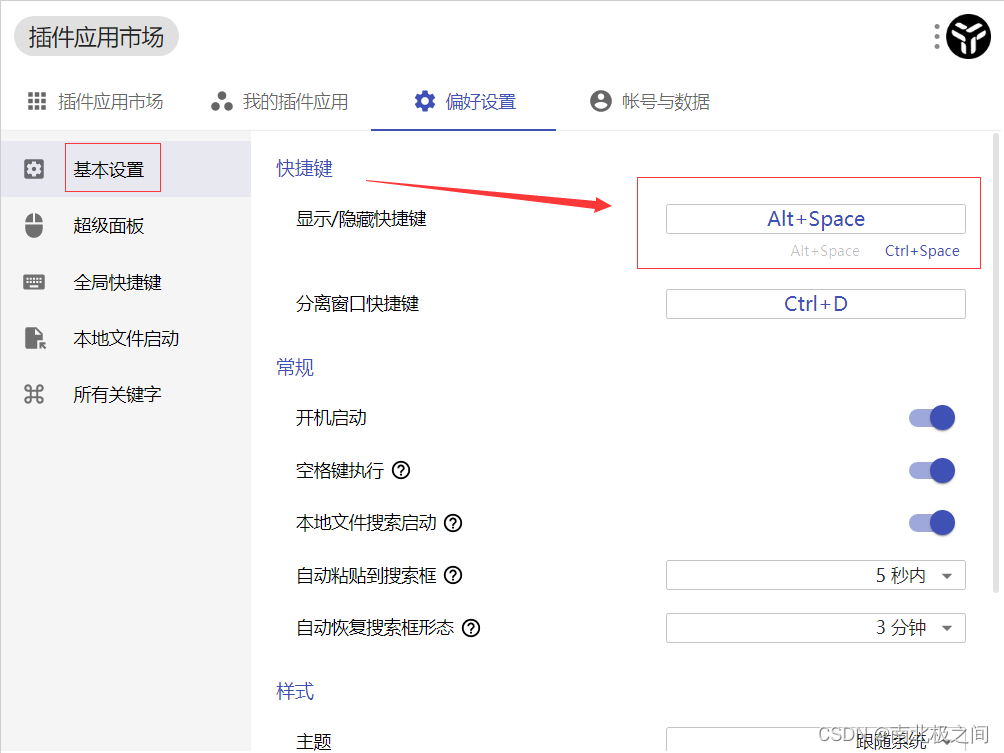 插件应用市场
插件应用市场 我的插件应用 偏好设置 帐号与数据
基本设置
超级面板
全局快捷键
本地文件启动
所有关键字
快捷键
显示/隐藏快捷键 Alt+Space
Alt+Space Ctrl+Space
分离窗口快捷键 Ctrl+D
常规
开机启动
空格键执行
本地文件搜索启动
自动粘贴到搜索框 5 秒内
自动恢复搜索框形态 3 分钟
样式
主题 跟随系统
CSDN @南北极之间